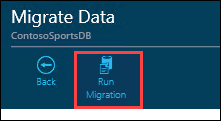 Migrate Data
ContosoSportsDB
Back
Run
Migration